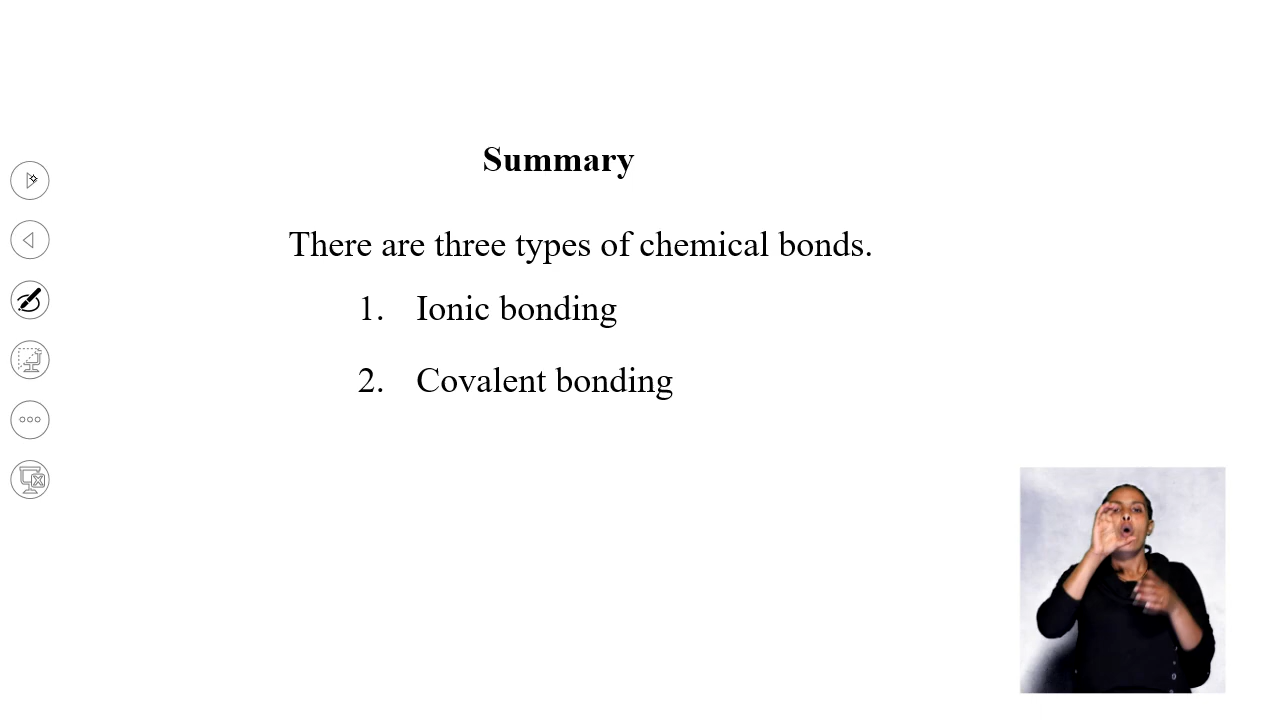 Summary
There are three types of chemical bonds.
1. Ionic bonding
2. Covalent bonding